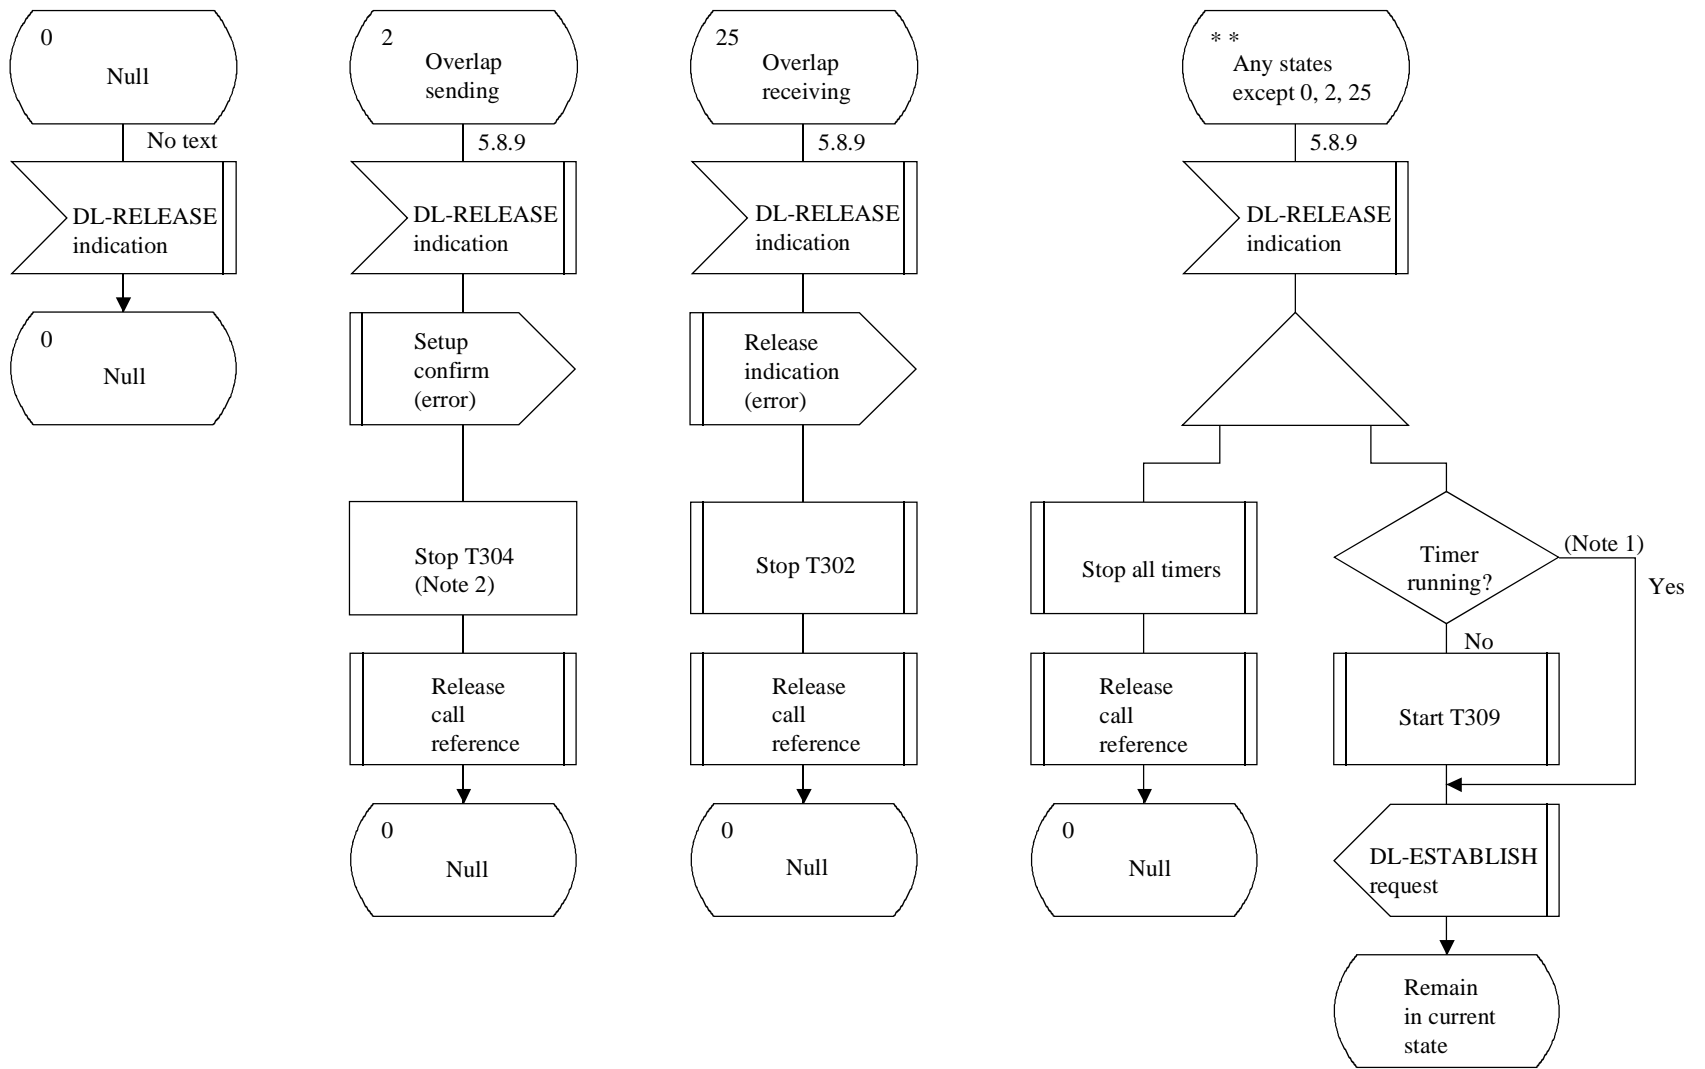 0
Null
No text
DL-RELEASE
indication
0
Null
2
Overlap
sending
5.8.9
DL-RELEASE
indication
Setup
confirm
(error)
Stop T304
(Note 2)
Release
call
reference
0
Null
25
Overlap
receiving
5.8.9
DL-RELEASE
indication
Release
indication
(error)
Stop T302
Release
call
reference
0
Null
* *
Any states
except 0, 2, 25
5.8.9
DL-RELEASE
indication
Stop all timers
Release
call
reference
0
Null
Timer
running?
(Note 1)
Yes
No
Start T309
DL-ESTABLISH
request
Remain
in current
state